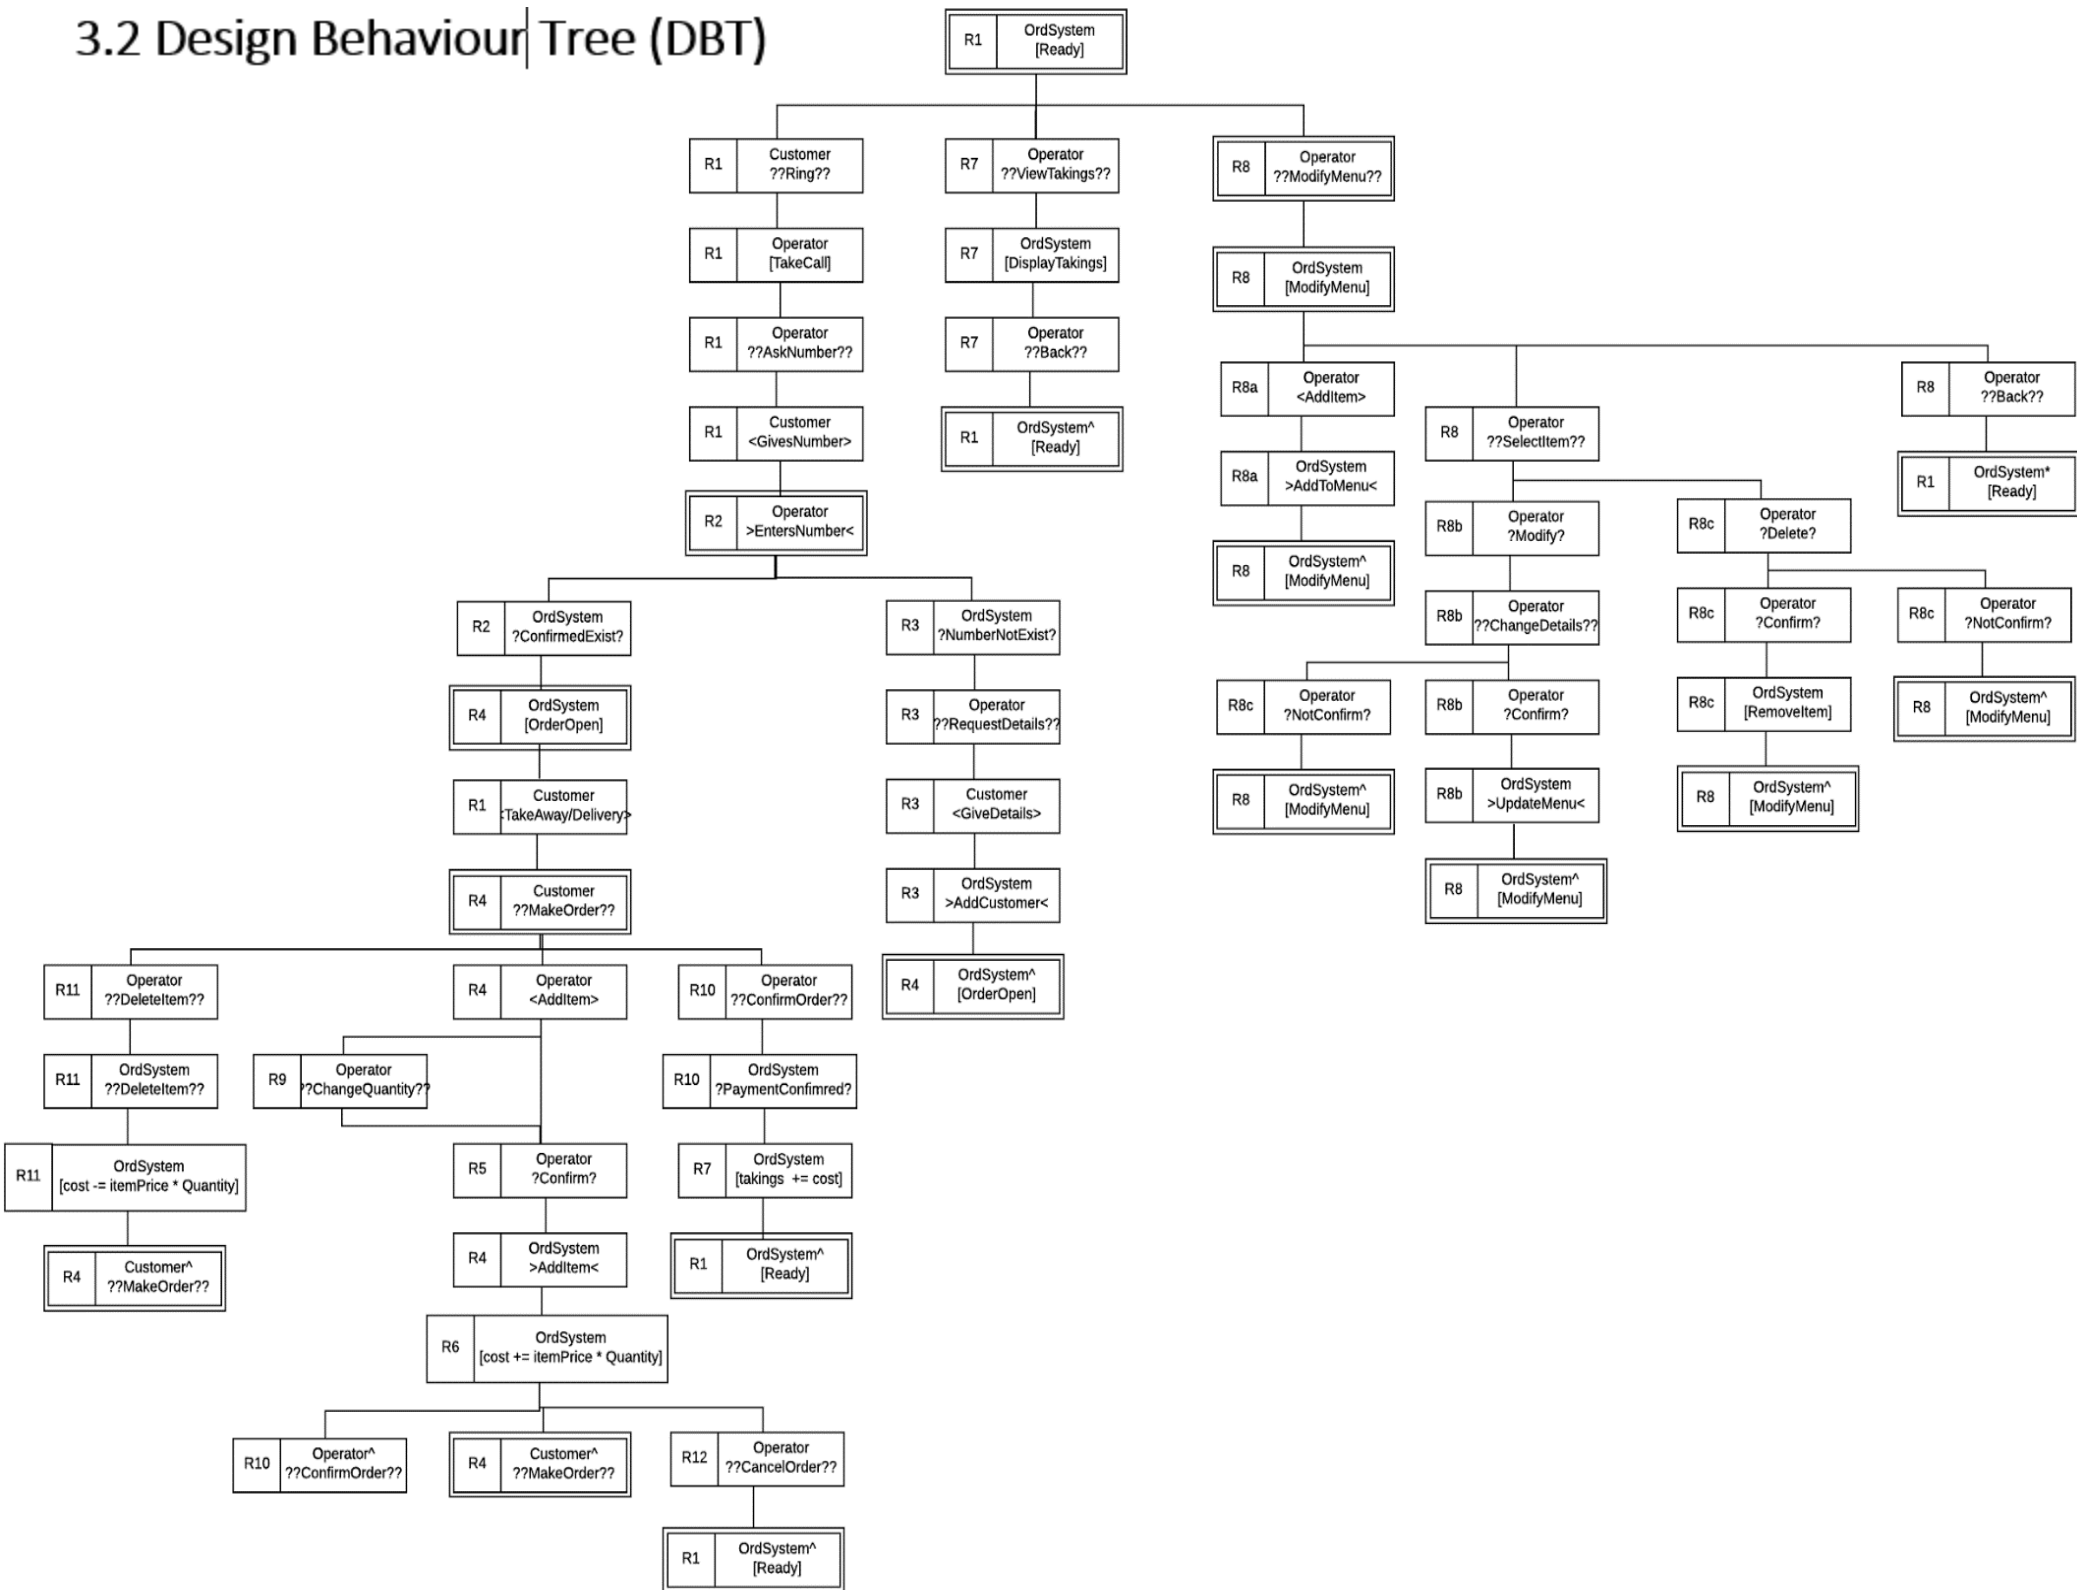 3.2 Design Behaviour Tree (DBT)
R1
OrdSystem
[Ready]
R1
Customer
??Ring??
R7
Operator
??ViewTakings??
R8
Operator
??ModifyMenu??
R1
Operator
[TakeCall]
R7
OrdSystem
[DisplayTakings]
R8
OrdSystem
[ModifyMenu]
R1
Operator
??AskNumber??
R7
Operator
??Back??
R8a
Operator
<AddItem>
R8
Operator
??Back??
R1
Customer
<GivesNumber>
R1
OrdSystem^
[Ready]
R8
Operator
??SelectItem??
R8a
OrdSystem
>AddToMenu<
R1
OrdSystem*
[Ready]
R2
Operator
>EntersNumber<
R8b
Operator
?Modify?
R8c
Operator
?Delete?
R8
OrdSystem^
[ModifyMenu]
R2
OrdSystem
?ConfirmedExist?
R3
OrdSystem
?NumberNotExist?
R8b
Operator
??ChangeDetails??
R8c
Operator
?Confirm?
R8c
Operator
?NotConfirm?
R4
OrdSystem
[OrderOpen]
R3
Operator
??RequestDetails??
R8c
Operator
?NotConfirm?
R8b
Operator
?Confirm?
R8c
OrdSystem
[RemoveItem]
R8
OrdSystem^
[ModifyMenu]
R1
Customer
<TakeAway/Delivery>
R3
Customer
<GiveDetails>
R8
OrdSystem^
[ModifyMenu]
R8b
OrdSystem
>UpdateMenu<
R8
OrdSystem^
[ModifyMenu]
R4
Customer
??MakeOrder??
R3
OrdSystem
>AddCustomer<
R8
OrdSystem^
[ModifyMenu]
R11
Operator
??DeleteItem??
R4
Operator
<AddItem>
R10
Operator
??ConfirmOrder??
R4
OrdSystem^
[OrderOpen]
R11
OrdSystem
??DeleteItem??
R9
Operator
??ChangeQuantity??
R10
OrdSystem
?PaymentConfimred?
R11
OrdSystem
[cost -= itemPrice * Quantity]
R5
Operator
?Confirm?
R7
OrdSystem
[takings += cost]
R4
Customer^
??MakeOrder??
R4
OrdSystem
>AddItem<
R1
OrdSystem^
[Ready]
R6
OrdSystem
[cost += itemPrice * Quantity]
R10
Operator^
??ConfirmOrder??
R4
Customer^
??MakeOrder??
R12
Operator
??CancelOrder??
R1
OrdSystem^
[Ready]